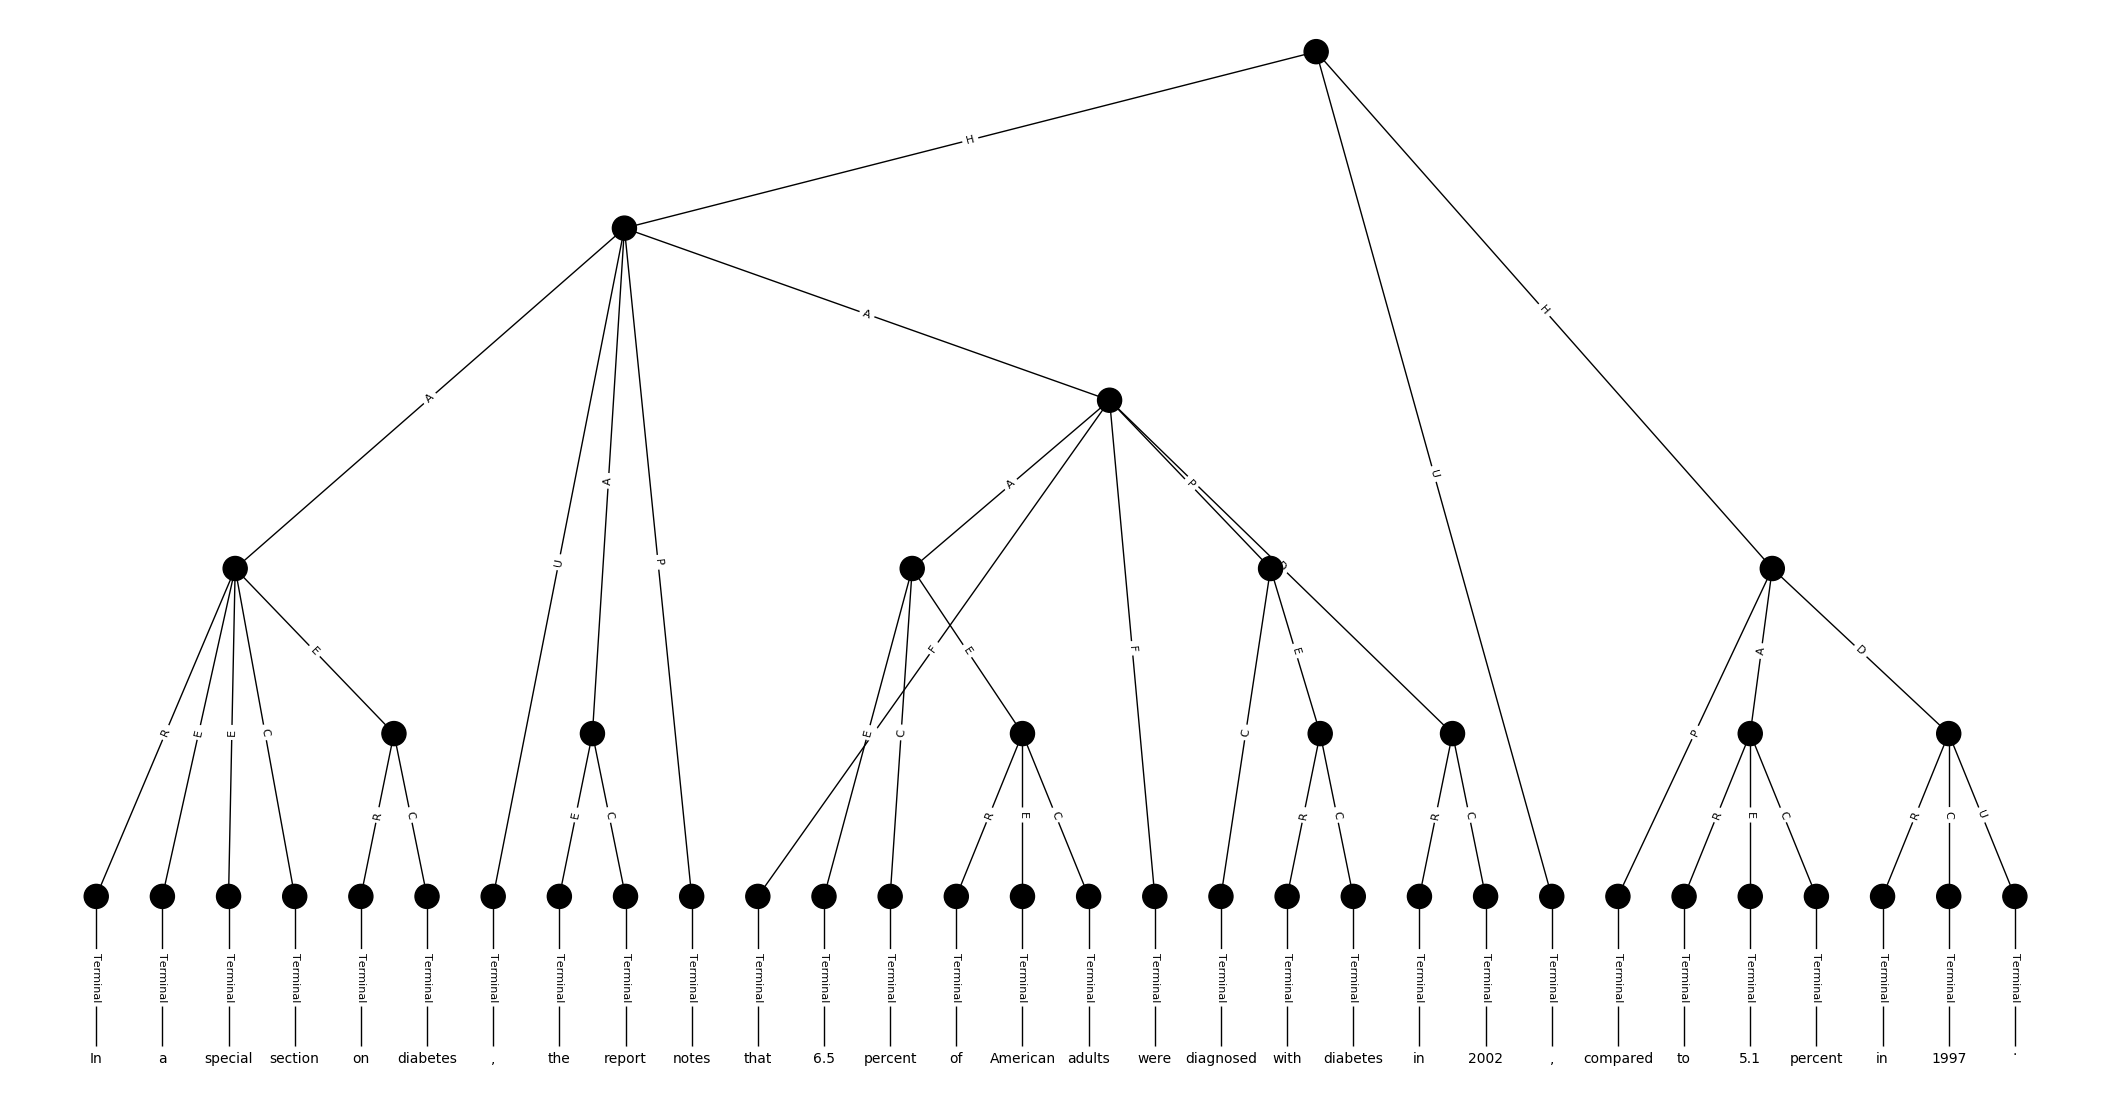 H
H
A
A
U
A
P
U
A
F
F
P
D
R
E
E
C
E
E
C
E
C
E
P
A
D
R
C
E
C
R
E
C
R
C
R
C
R
E
C
R
C
U
Terminal Terminal Terminal Terminal Terminal Terminal Terminal Terminal Terminal Terminal Terminal Terminal Terminal Terminal Terminal Terminal Terminal Terminal Terminal Terminal Terminal Terminal Terminal Terminal Terminal Terminal Terminal Terminal Terminal Terminal
In a special section on diabetes , the report notes that 6.5 percent of American adults were diagnosed with diabetes in 2002 , compared to 5.1 percent in 1997 .